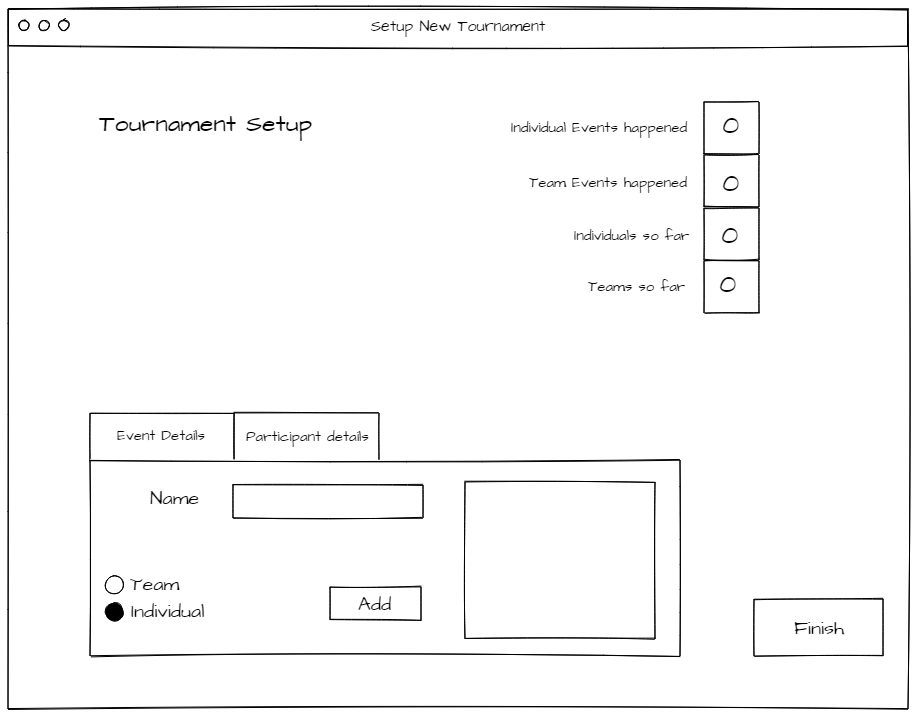 Setup New Tournament
Tournament Setup
Individual Events happened 0
Team Events happened 0
Individuals so far 0
Teams so far 0
Event Details Participant details
Name
Team
Individual
Add
Finish